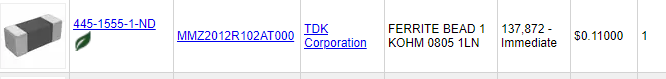 445-1555-1-ND
MMZ2012R102AT000
TDK
Corporation
FERRITE BEAD 1
KOHM 0805 1LN
137,872 -
Immediate
$0.11000
1